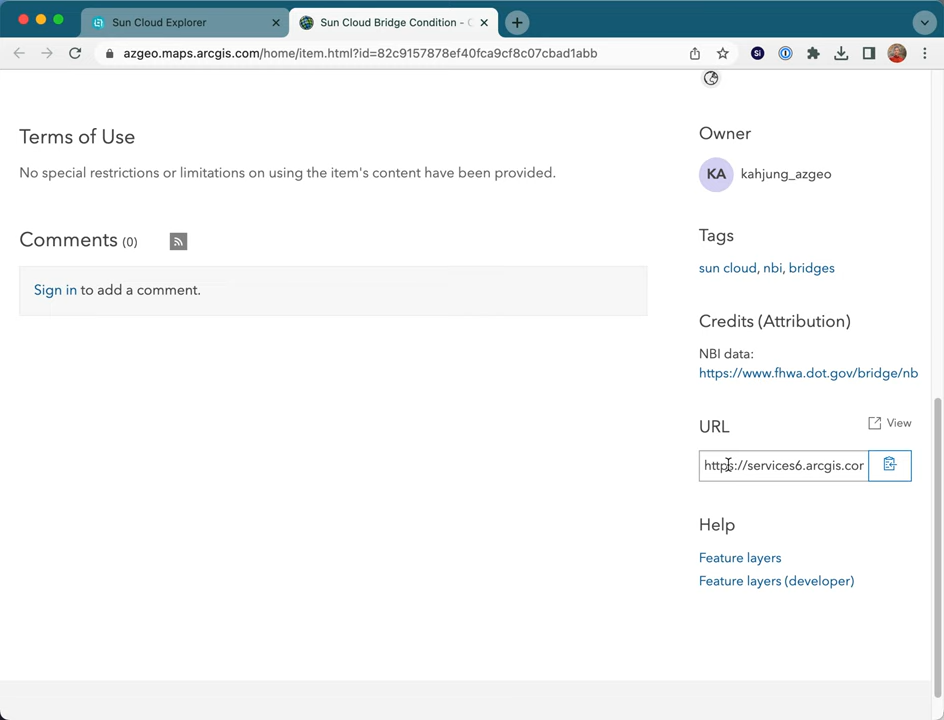 Sun Cloud Explorer
Sun Cloud Bridge Condition -
azgeo.maps.arcgis.com/home/item.html?id=82c9157878ef40fca9cf8c07cbad1abb
Si
Terms of Use
No special restrictions or limitations on using the item's content have been provided.
Comments (0)
Sign in to add a comment.
Owner
KA kahjung_azgeo
Tags
sun cloud, nbi, bridges
Credits (Attribution)
NBI data:
https://www.fhwa.dot.gov/bridge/nb
URL
View
https://services6.arcgis.cor
Help
Feature layers
Feature layers (developer)